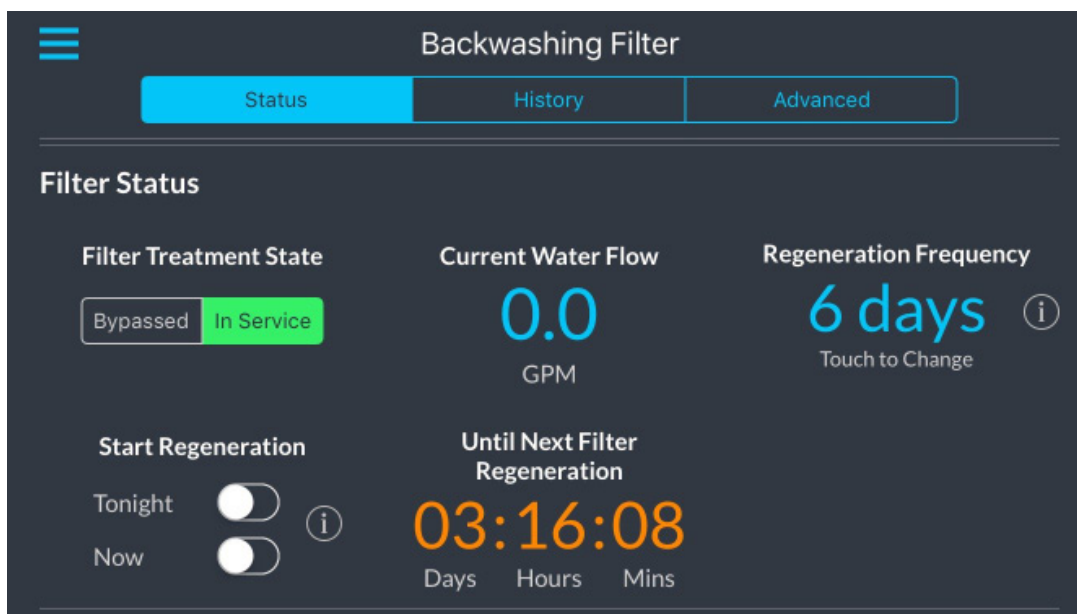 Backwashing Filter
Status History Advanced
Filter Status
Filter Treatment State
Bypassed In Service
Current Water Flow
0.0
GPM
Regeneration Frequency
6 days
Touch to Change
Start Regeneration
Tonight
Now
Until Next Filter
Regeneration
03:16:08
Days Hours Mins